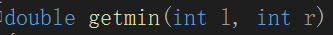 double getmin(int l, int r)